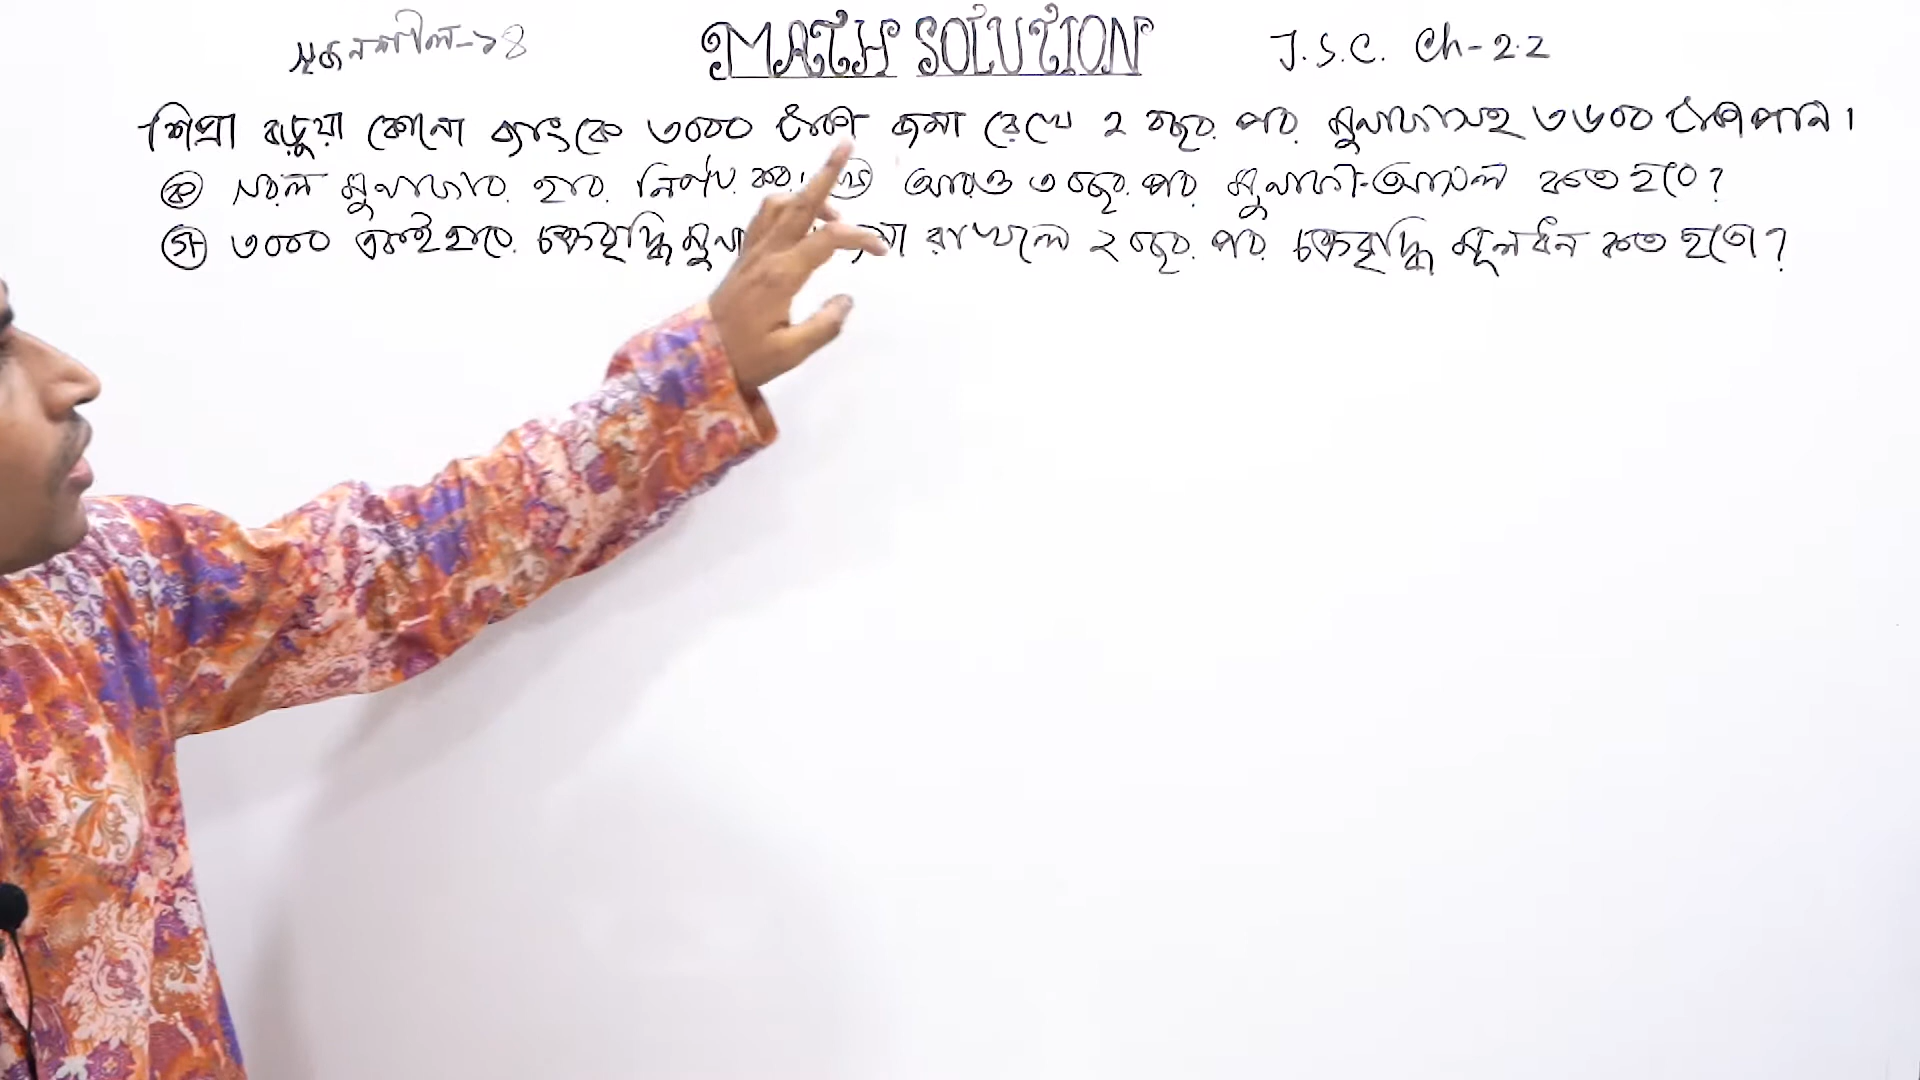 সৃজনশীল-১৪ MATH SOLUTION J.S.C. Ch-2.2
শিপ্রা বড়ুয়া কোনো ব্যাংকে ৩০০০ টাকা জমা রেখে ২ বছর পর মুনাফাসহ ৩৬০০ টাকা পান।
ক সরল মুনাফার হার নির্ণয় কর। আরও ৩ বছর পর মুনাফা-আসল কত হবে?
গ ৩০০০ একই হারে চক্রবৃদ্ধি রাখলে ২ বছর পর চক্রবৃদ্ধি মূলধন কত হতো?